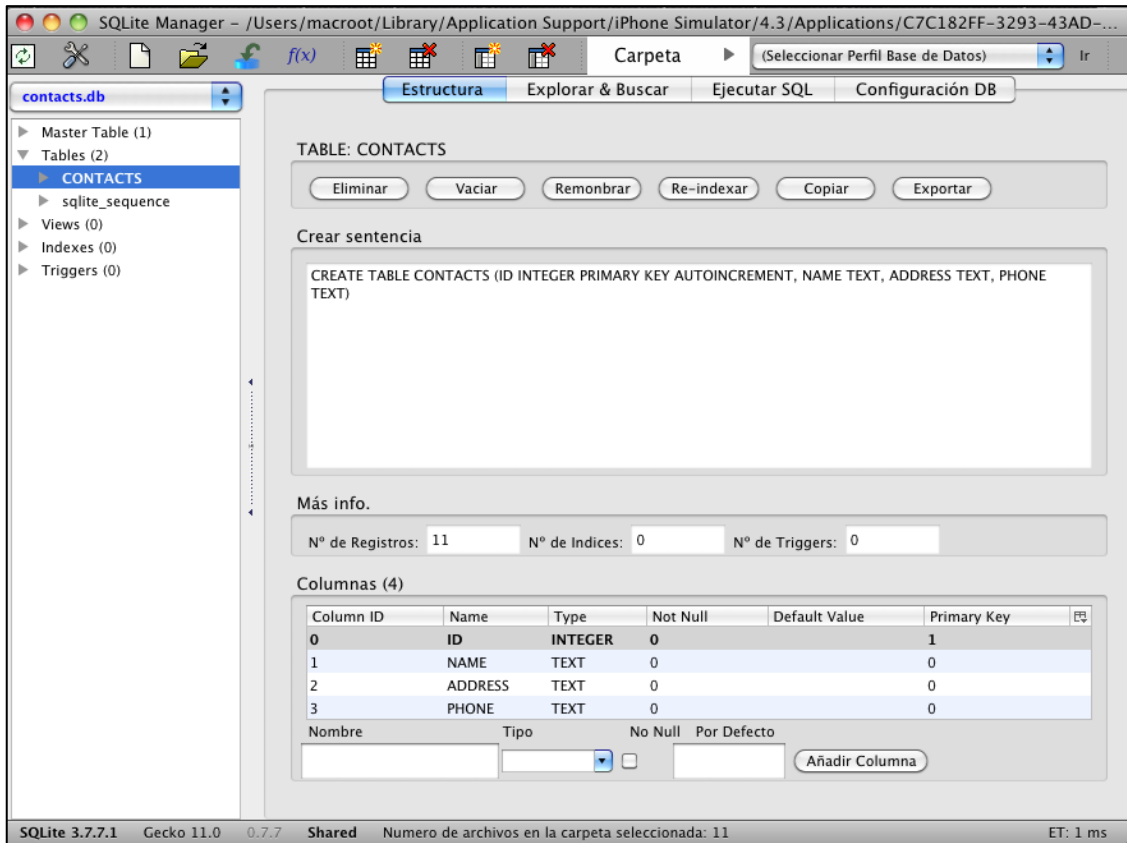 SQLite Manager – /Users/macroot/Library/Application Support/iPhone Simulator/4.3/Applications/C7C182FF-3293-43AD-...
f(x) Carpeta (Seleccionar Perfil Base de Datos) Ir
contacts.db
Estructura Explorar & Buscar Ejecutar SQL Configuración DB
Master Table (1)
Tables (2)
CONTACTS
sqlite_sequence
Views (0)
Indexes (0)
Triggers (0)
TABLE: CONTACTS
Eliminar Vaciar Remonbrar Re-indexar Copiar Exportar
Crear sentencia
CREATE TABLE CONTACTS (ID INTEGER PRIMARY KEY AUTOINCREMENT, NAME TEXT, ADDRESS TEXT, PHONE
TEXT)
Más info.
Nº de Registros: 11 Nº de Indices: 0 Nº de Triggers: 0
Columnas (4)
Column ID Name Type Not Null Default Value Primary Key
0 ID INTEGER 0 1
1 NAME TEXT 0 0
2 ADDRESS TEXT 0 0
3 PHONE TEXT 0 0
Nombre Tipo No Null Por Defecto
Añadir Columna
SQLite 3.7.7.1 Gecko 11.0 0.7.7 Shared Numero de archivos en la carpeta seleccionada: 11 ET: 1 ms